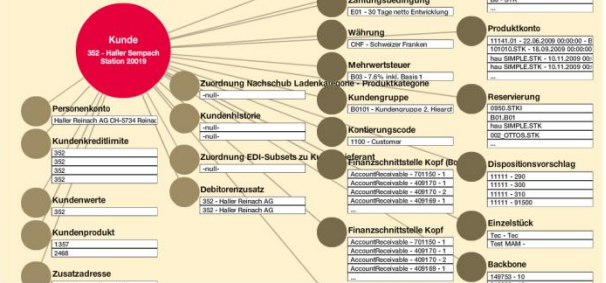 Zahlungsbedingung
E01 - 30 Tage netto Entwicklung
Währung
CHF - Schweizer Franken
Mehrwertsteuer
B03 - 7.6% inkl. Basis 1
Kundengruppe
B0101 - Kundengruppe 2. Hierarch
Kontierungscode
1100 - Customer
Finanzschnittstelle Kopf (Bo
AccountReceivable - 701150 - 1
AccountReceivable - 409170 - 1
AccountReceivable - 409170 - 2
AccountReceivable - 409169 - 1
...
Finanzschnittstelle Kopf
AccountReceivable - 701150 - 1
AccountReceivable - 409170 - 1
AccountReceivable - 409170 - 2
AccountReceivable - 409169 - 1
...
Kunde
352 - Haller Sempach
Station 20019
Zuordnung Nachschub Ladenkategorie - Produktkategorie
-null-
Kundenhistorie
-null-
-null-
Zuordnung EDI-Subsets zu
-null-
Debitorenzusatz
352 - Haller Reinach AG
352 - Haller Reinach AG
Personenkonto
Haller Reinach AG CH-5734 Reinac
Kundenkreditlimite
352
352
352
352
Kundenwerte
352
Kundenprodukt
1357
2468
Zusatzadresse
...
Produktkonto
11141.01 - 22.06.2009 00:00:00 - B
101010.STK - 18.09.2009 00:00:00
hau SIMPLE.STK - 10.11.2009 00:
hau SIMPLE.STK - 10.11.2009 00:
...
Reservierung
0950.STKI
B01.B01
hau SIMPLE.STK
002_OTTOS.STK
...
Dispositionsvorschlag
11111 - 290
11111 - 300
11111 - 310
11111 - 91500
Einzelstück
Tec - Tec
Test MAM -
Backbone
149753 - 10